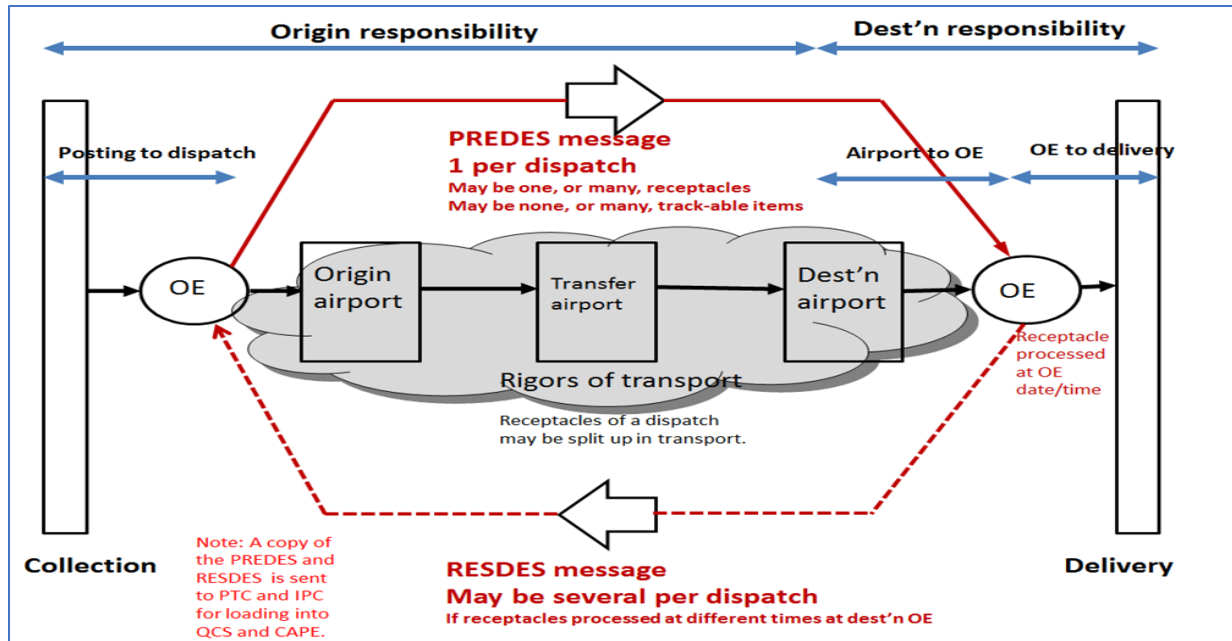 Origin responsibility
Dest'n responsibility
PREDES message
1 per dispatch
May be one, or many, receptacles
May be none, or many, track-able items
Posting to dispatch
Airport to OE
OE to delivery
OE
Origin
airport
Transfer
airport
Dest'n
airport
OE
Receptacle
processed
at OE
date/time
Rigors of transport
Receptacles of a dispatch
may be split up in transport.
Collection
Note: A copy of
the PREDES and
RESDES is sent
to PTC and IPC
for loading into
QCS and CAPE.
RESDES message
May be several per dispatch
If receptacles processed at different times at dest'n OE
Delivery